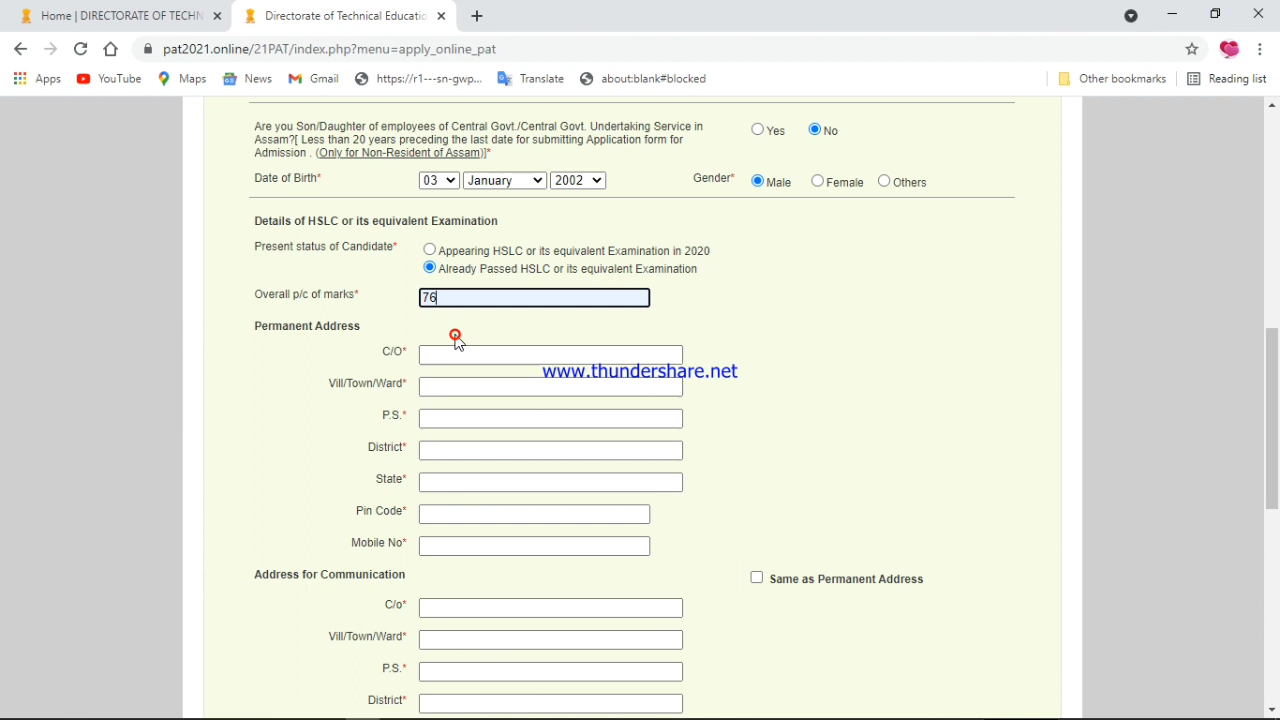 Home | DIRECTORATE OF TECHN
Directorate of Technical Educatio
pat2021.online/21PAT/index.php?menu=apply_online_pat
Apps YouTube Maps News Gmail https://r1---sn-gwp... Translate about:blank#blocked Other bookmarks Reading list
Are you Son/Daughter of employees of Central Govt./Central Govt. Undertaking Service in
Assam?[ Less than 20 years preceding the last date for submitting Application form for
Admission . (Only for Non-Resident of Assam)]*
Yes No
Date of Birth* 03 January 2002 Gender* Male Female Others
Details of HSLC or its equivalent Examination
Present status of Candidate* Appearing HSLC or its equivalent Examination in 2020
Already Passed HSLC or its equivalent Examination
Overall p/c of marks* 76
Permanent Address
C/O*
www.thundershare.net
Vill/Town/Ward*
P.S.*
District*
State*
Pin Code*
Mobile No*
Address for Communication Same as Permanent Address
C/o*
Vill/Town/Ward*
P.S.*
District*